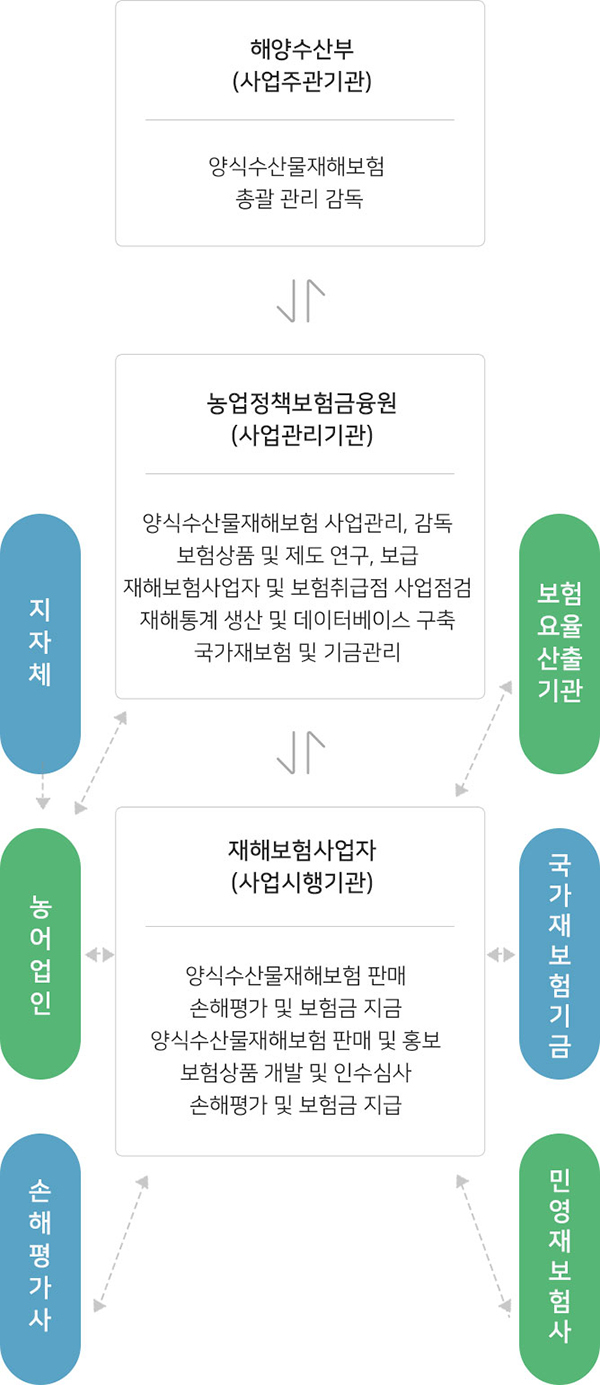 해양수산부
(사업주관기관)
양식수산물재해보험
총괄 관리 감독
농업정책보험금융원
(사업관리기관)
양식수산물재해보험 사업관리, 감독
보험상품 및 제도 연구, 보급
재해보험사업자 및 보험취급점 사업점검
재해통계 생산 및 데이터베이스 구축
국가재보험 및 기금관리
지자체
보험
요율
산출
기관
재해보험사업자
(사업시행기관)
양식수산물재해보험 판매
손해평가 및 보험금 지금
양식수산물재해보험 판매 및 홍보
보험상품 개발 및 인수심사
손해평가 및 보험금 지급
농어업인
국가재보험기금
손해평가사
민영재보험사